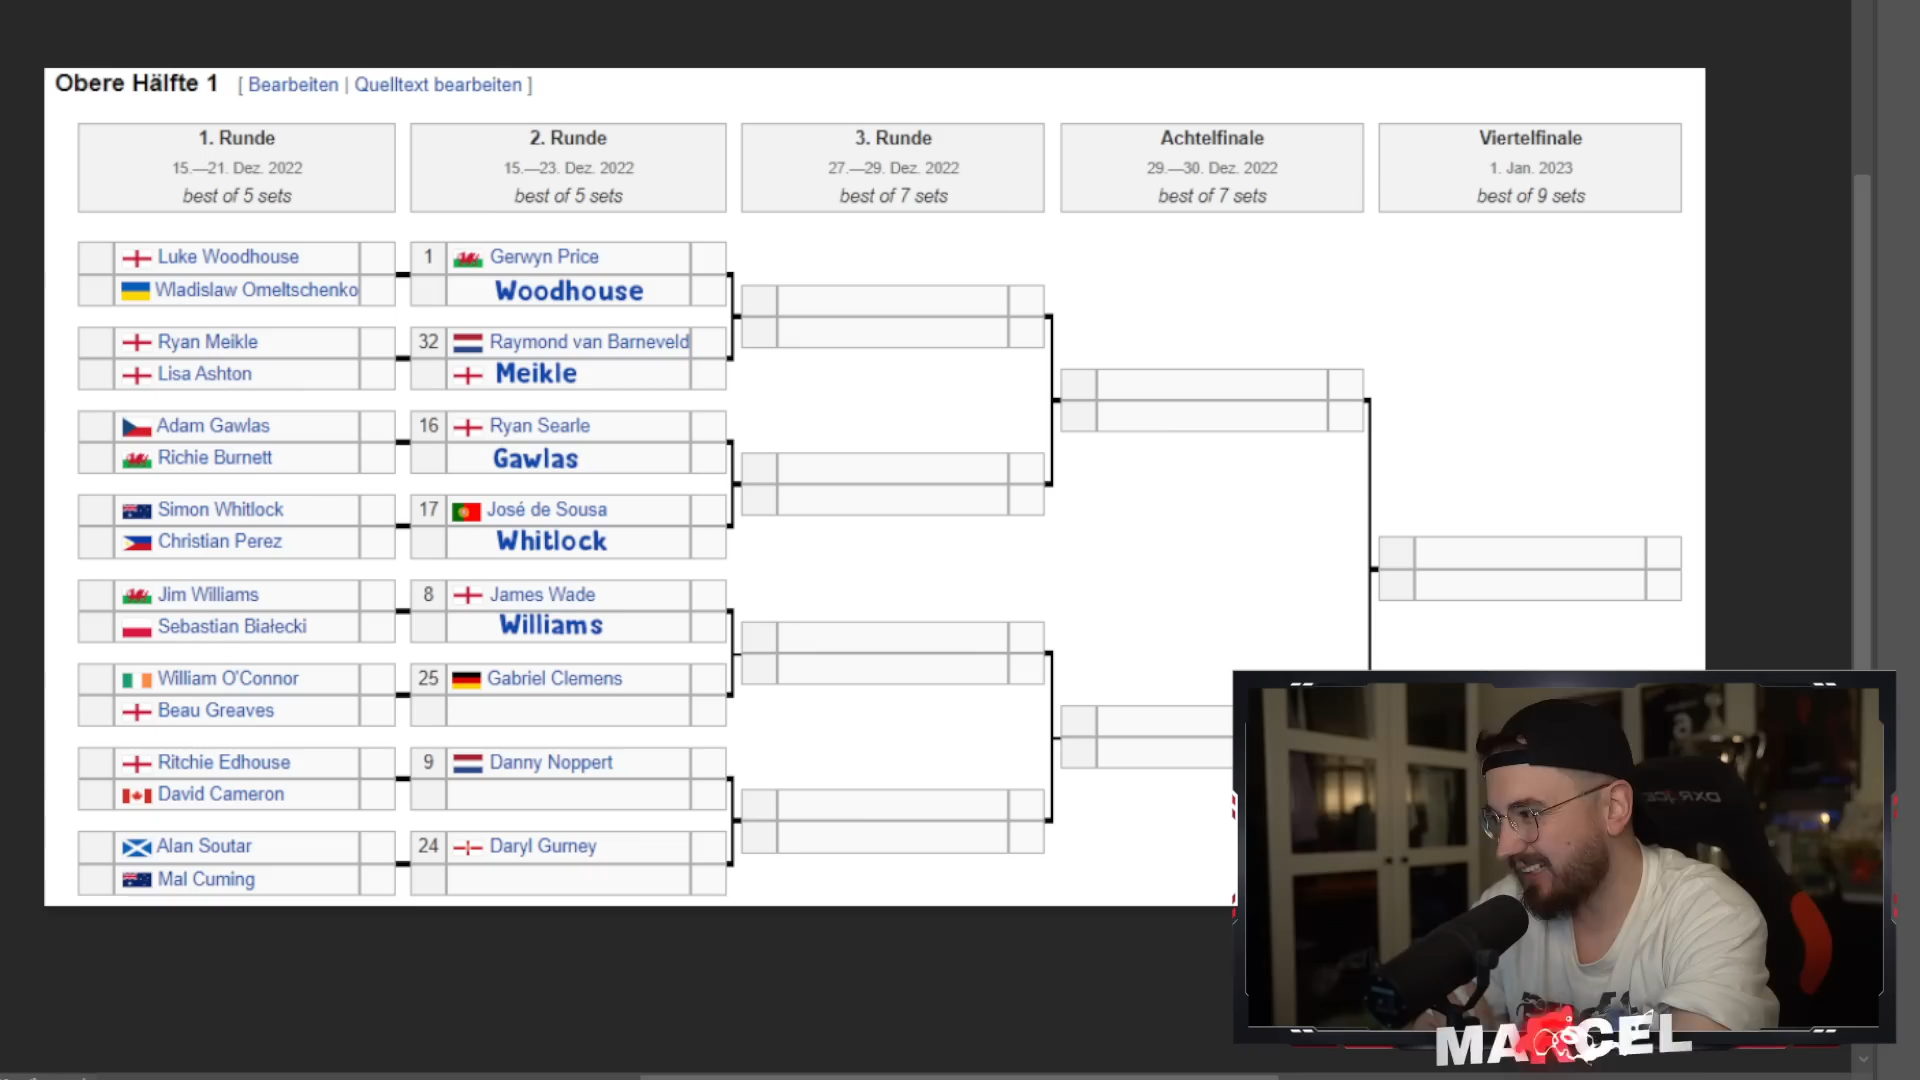 Obere Hälfte 1 [ Bearbeiten | Quelltext bearbeiten ]
1. Runde
15.—21. Dez. 2022
best of 5 sets
2. Runde
15.—23. Dez. 2022
best of 5 sets
3. Runde
27.—29. Dez. 2022
best of 7 sets
Achtelfinale
29.—30. Dez. 2022
best of 7 sets
Viertelfinale
1. Jan. 2023
best of 9 sets
Luke Woodhouse
Wladislaw Omeltschenko
Ryan Meikle
Lisa Ashton
Adam Gawlas
Richie Burnett
Simon Whitlock
Christian Perez
Jim Williams
Sebastian Białecki
William O'Connor
Beau Greaves
Ritchie Edhouse
David Cameron
Alan Soutar
Mal Cuming
1 Gerwyn Price
Woodhouse
32 Raymond van Barneveld
Meikle
16 Ryan Searle
Gawlas
17 José de Sousa
Whitlock
8 James Wade
Williams
25 Gabriel Clemens
9 Danny Noppert
24 Daryl Gurney
MARCEL